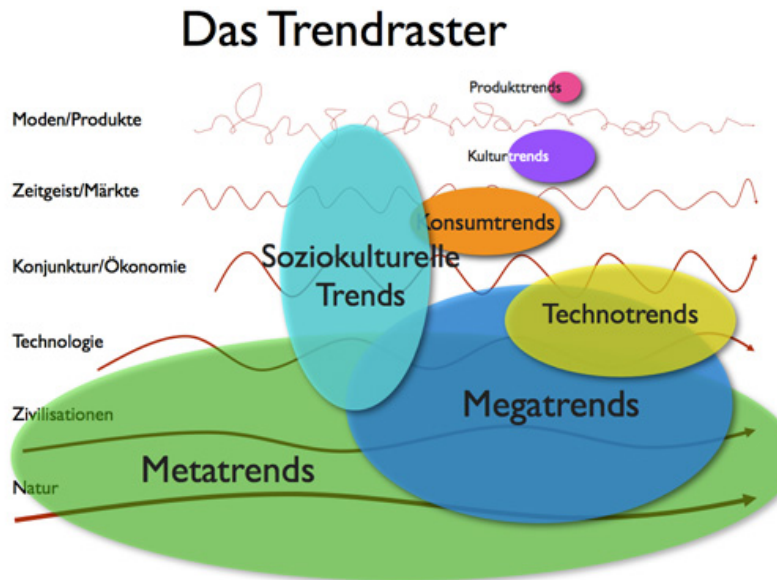 Das Trendraster
Produkttrends
Moden/Produkte
Kulturtrends
Zeitgeist/Märkte
Konsumtrends
Soziokulturelle
Trends
Konjunktur/Ökonomie
Technotrends
Technologie
Megatrends
Zivilisationen
Metatrends
Natur